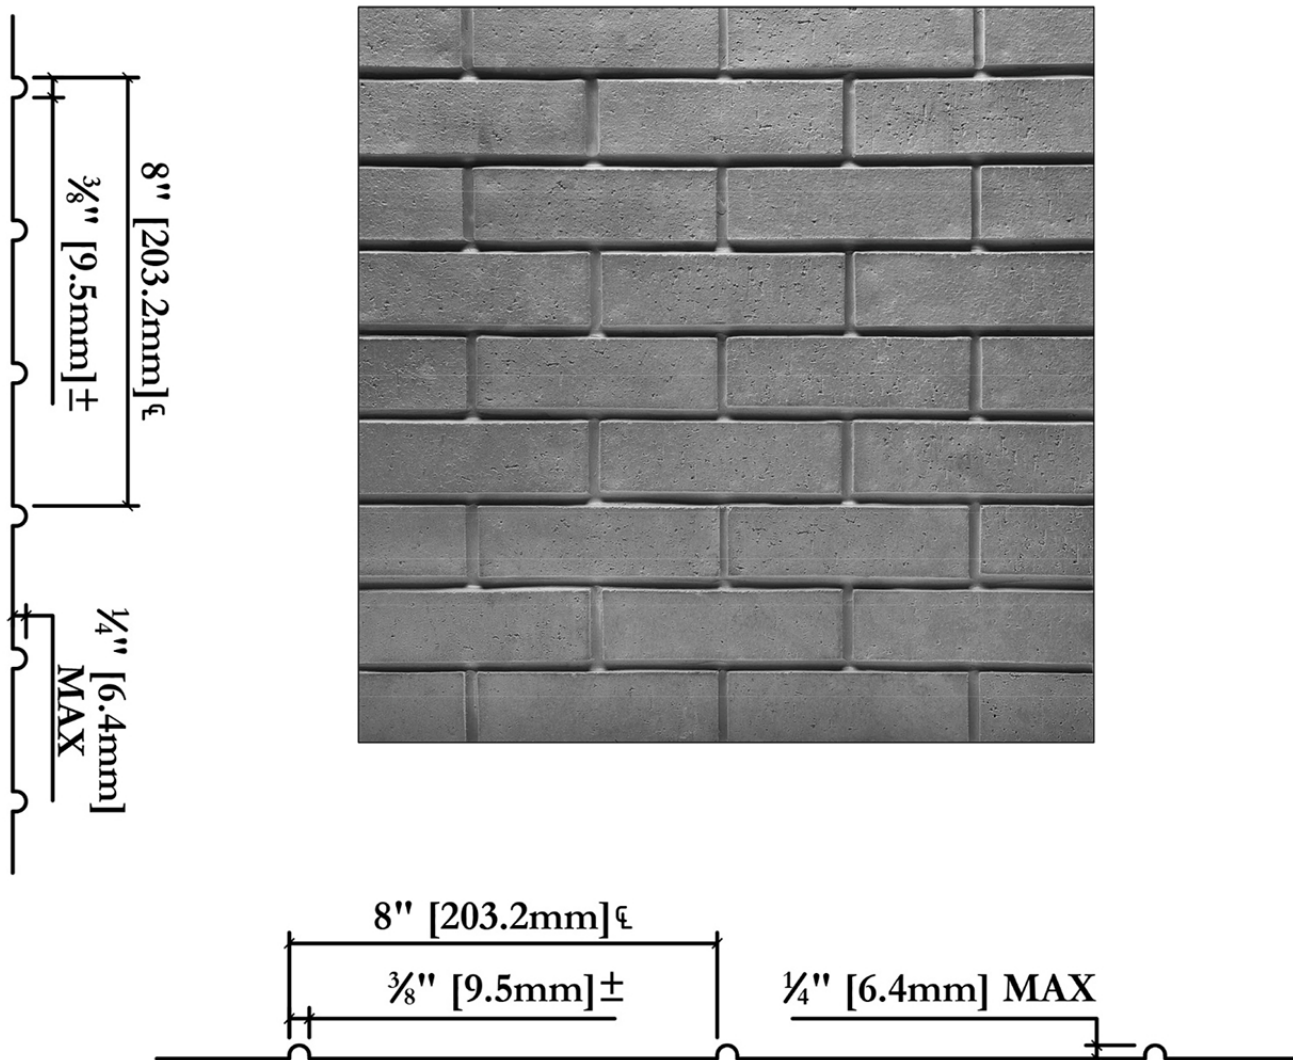 8" [203.2mm]℄
⅜" [9.5mm]±
¼" [6.4mm]
MAX
8" [203.2mm]℄
⅜" [9.5mm]±
¼" [6.4mm] MAX